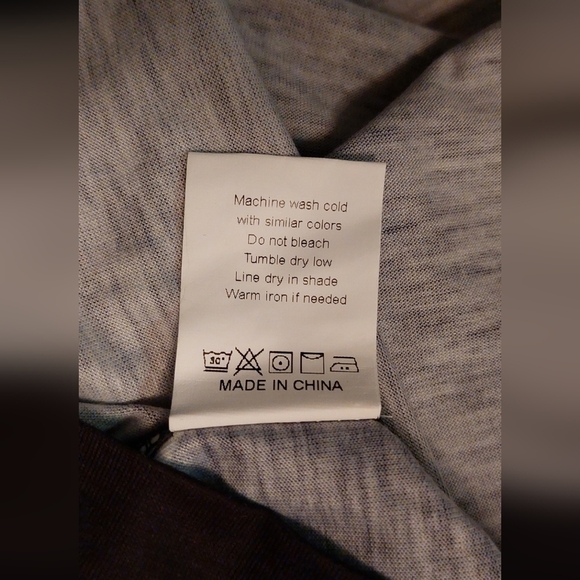 Machine wash cold
with similar colors
Do not bleach
Tumble dry low
Line dry in shade
Warm iron if needed
30°
MADE IN CHINA